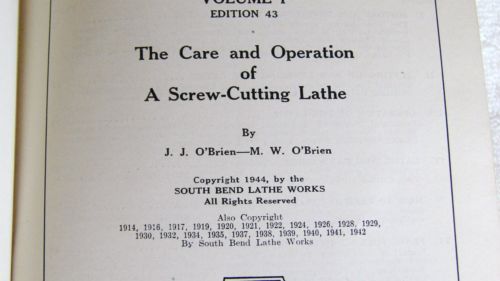 VOLUME I
EDITION 43
The Care and Operation
of
A Screw-Cutting Lathe
By
J. J. O'Brien—M. W. O'Brien
Copyright 1944, by the
SOUTH BEND LATHE WORKS
All Rights Reserved
Also Copyright
1914, 1916, 1917, 1919, 1920, 1921, 1922, 1924, 1926, 1928, 1929,
1930, 1932, 1934, 1935, 1937, 1938, 1939, 1940, 1941, 1942
By South Bend Lathe Works